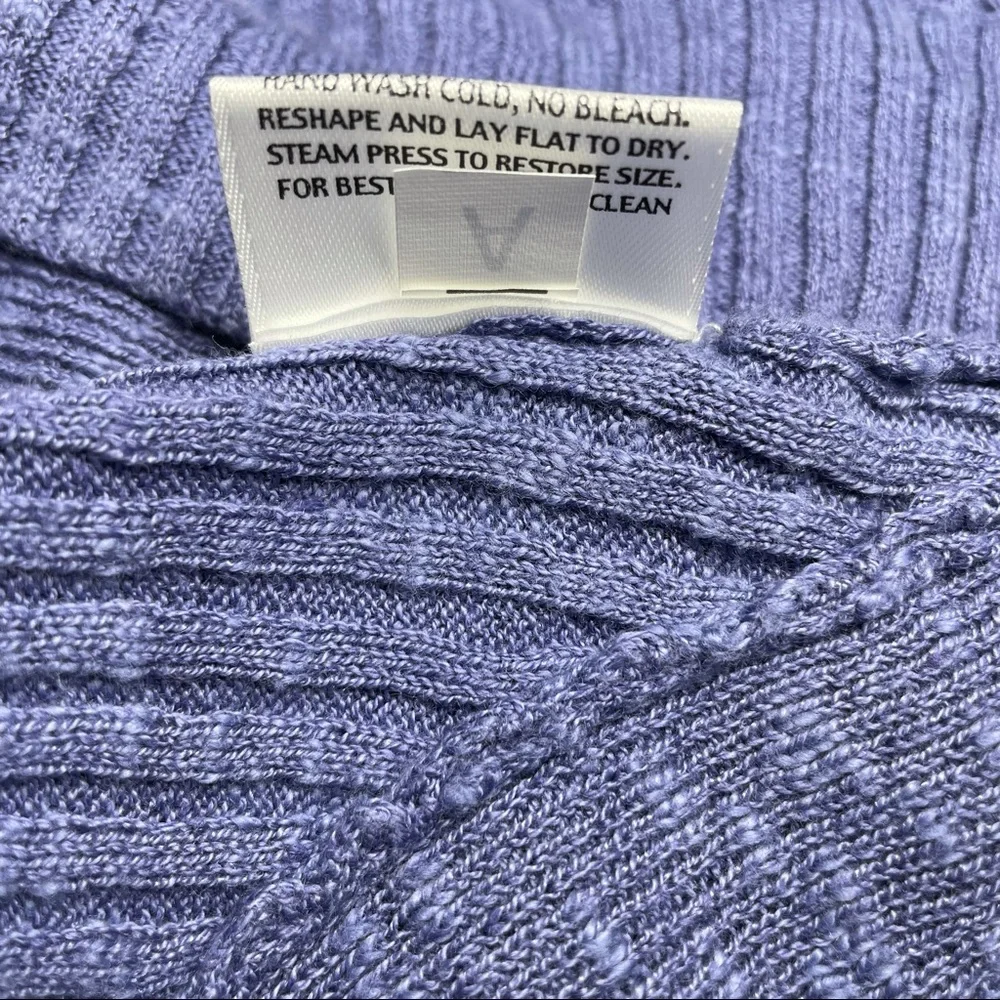 HAND WASH COLD, NO BLEACH.
RESHAPE AND LAY FLAT TO DRY.
STEAM PRESS TO RESTORE SIZE.
FOR BEST CLEAN
A